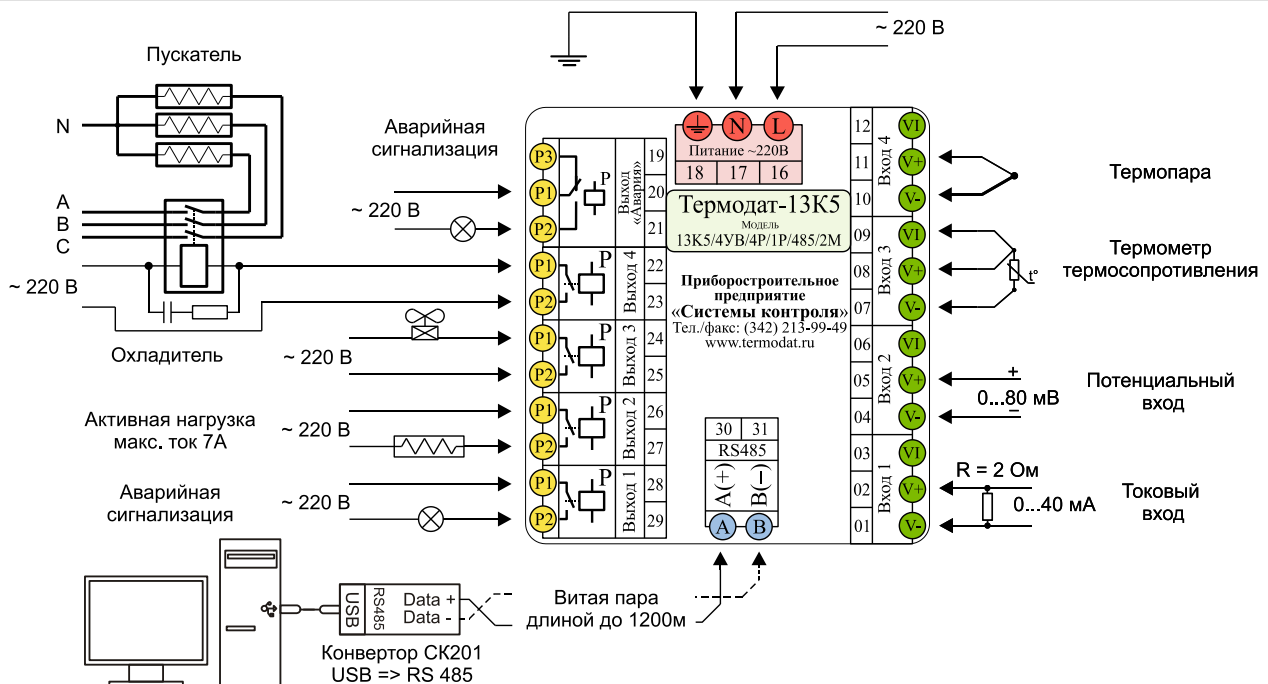 ~ 220 В
Пускатель
N
A
B
C
~ 220 В
Охладитель
Аварийная
сигнализация
~ 220 В
~ 220 В
Активная нагрузка
макс. ток 7А
~ 220 В
Аварийная
сигнализация
~ 220 В
N
L
Питание ~220В
18
17
16
Термодат-13К5
Модель
13К5/4УВ/4Р/1Р/485/2М
Приборостроительное
предприятие
«Системы контроля»
Тел./факс: (342) 213-99-49
www.termodat.ru
P3
P1
P2
P
Выход
«Авария»
19
20
21
P1
P2
P
Выход 4
22
23
P1
P2
P
Выход 3
24
25
P1
P2
P
Выход 2
26
27
P1
P2
P
Выход 1
28
29
30
31
RS485
A(+)
B(−)
A
B
12
11
10
Вход 4
VI
V+
V-
09
08
07
Вход 3
VI
V+
V-
06
05
04
Вход 2
VI
V+
V-
03
02
01
Вход 1
VI
V+
V-
Термопара
Термометр
термосопротивления
t°
+
0...80 мВ
−
Потенциальный
вход
R = 2 Ом
0...40 мА
Токовый
вход
USB
RS485
Data +
Data -
Витая пара
длиной до 1200м
Конвертор СК201
USB => RS 485